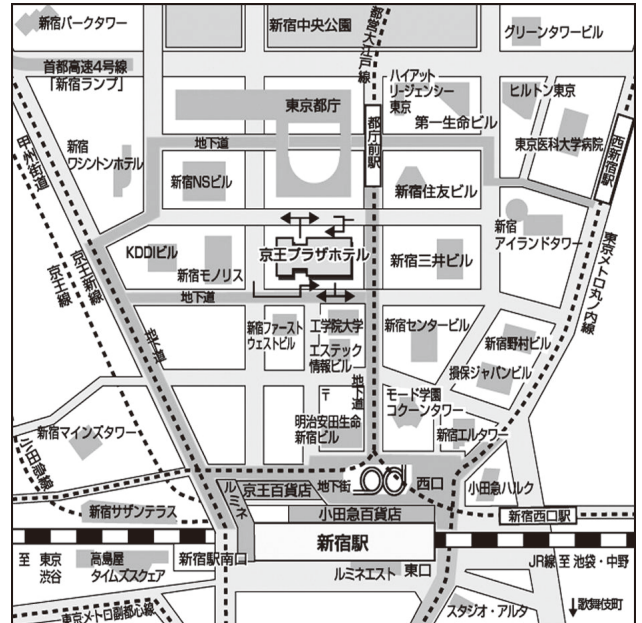 新宿パークタワー
新宿中央公園
都営大江戸線
グリーンタワービル
首都高速4号線
「新宿ランプ」
東京都庁
ハイアット
リージェンシー
東京
ヒルトン東京
第一生命ビル
都庁前駅
東京医科大学病院
西新宿駅
甲州街道
新宿
ワシントンホテル
地下道
新宿NSビル
新宿住友ビル
新宿
アイランドタワー
KDDIビル
新宿モノリス
京王プラザホテル
新宿三井ビル
東京メトロ丸ノ内線
京王新線
京王線
地下道
地下道
新宿ファースト
ウェストビル
工学院大学
エステック
情報ビル
新宿センタービル
新宿野村ビル
損保ジャパンビル
地下道
〒
明治安田生命
新宿ビル
モード学園
コクーンタワー
新宿エルタワー
新宿マインズタワー
小田急線
ルミネ
京王百貨店
地下街
西口
小田急ハルク
新宿サザンテラス
小田急百貨店
新宿西口駅
新宿駅
至 東京
渋谷
高島屋
タイムズスクェア
新宿駅南口
ルミネエスト
東口
JR線 至 池袋・中野
東京メトロ副都心線
スタジオ・アルタ
↓歌舞伎町